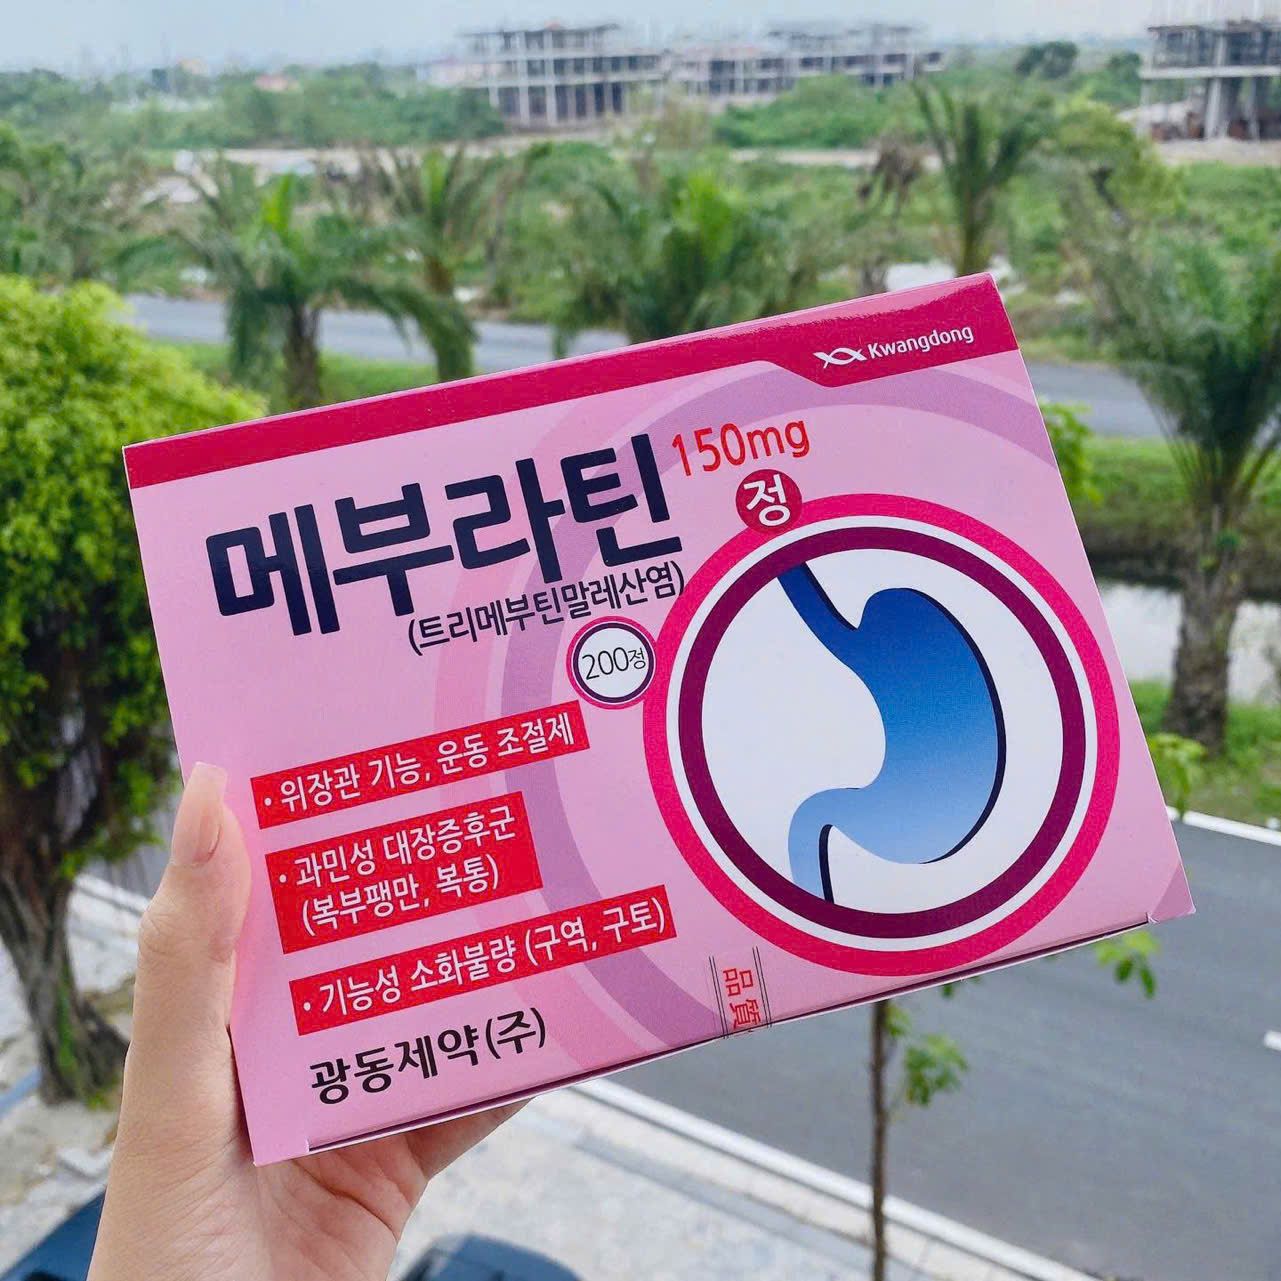 Kwangdong
메부라틴 150mg
정
(트리메부틴말레산염)
200정
· 위장관 기능, 운동 조절제
· 과민성 대장증후군
(복부팽만, 복통)
· 기능성 소화불량 (구역, 구토)
광동제약(주)
品質